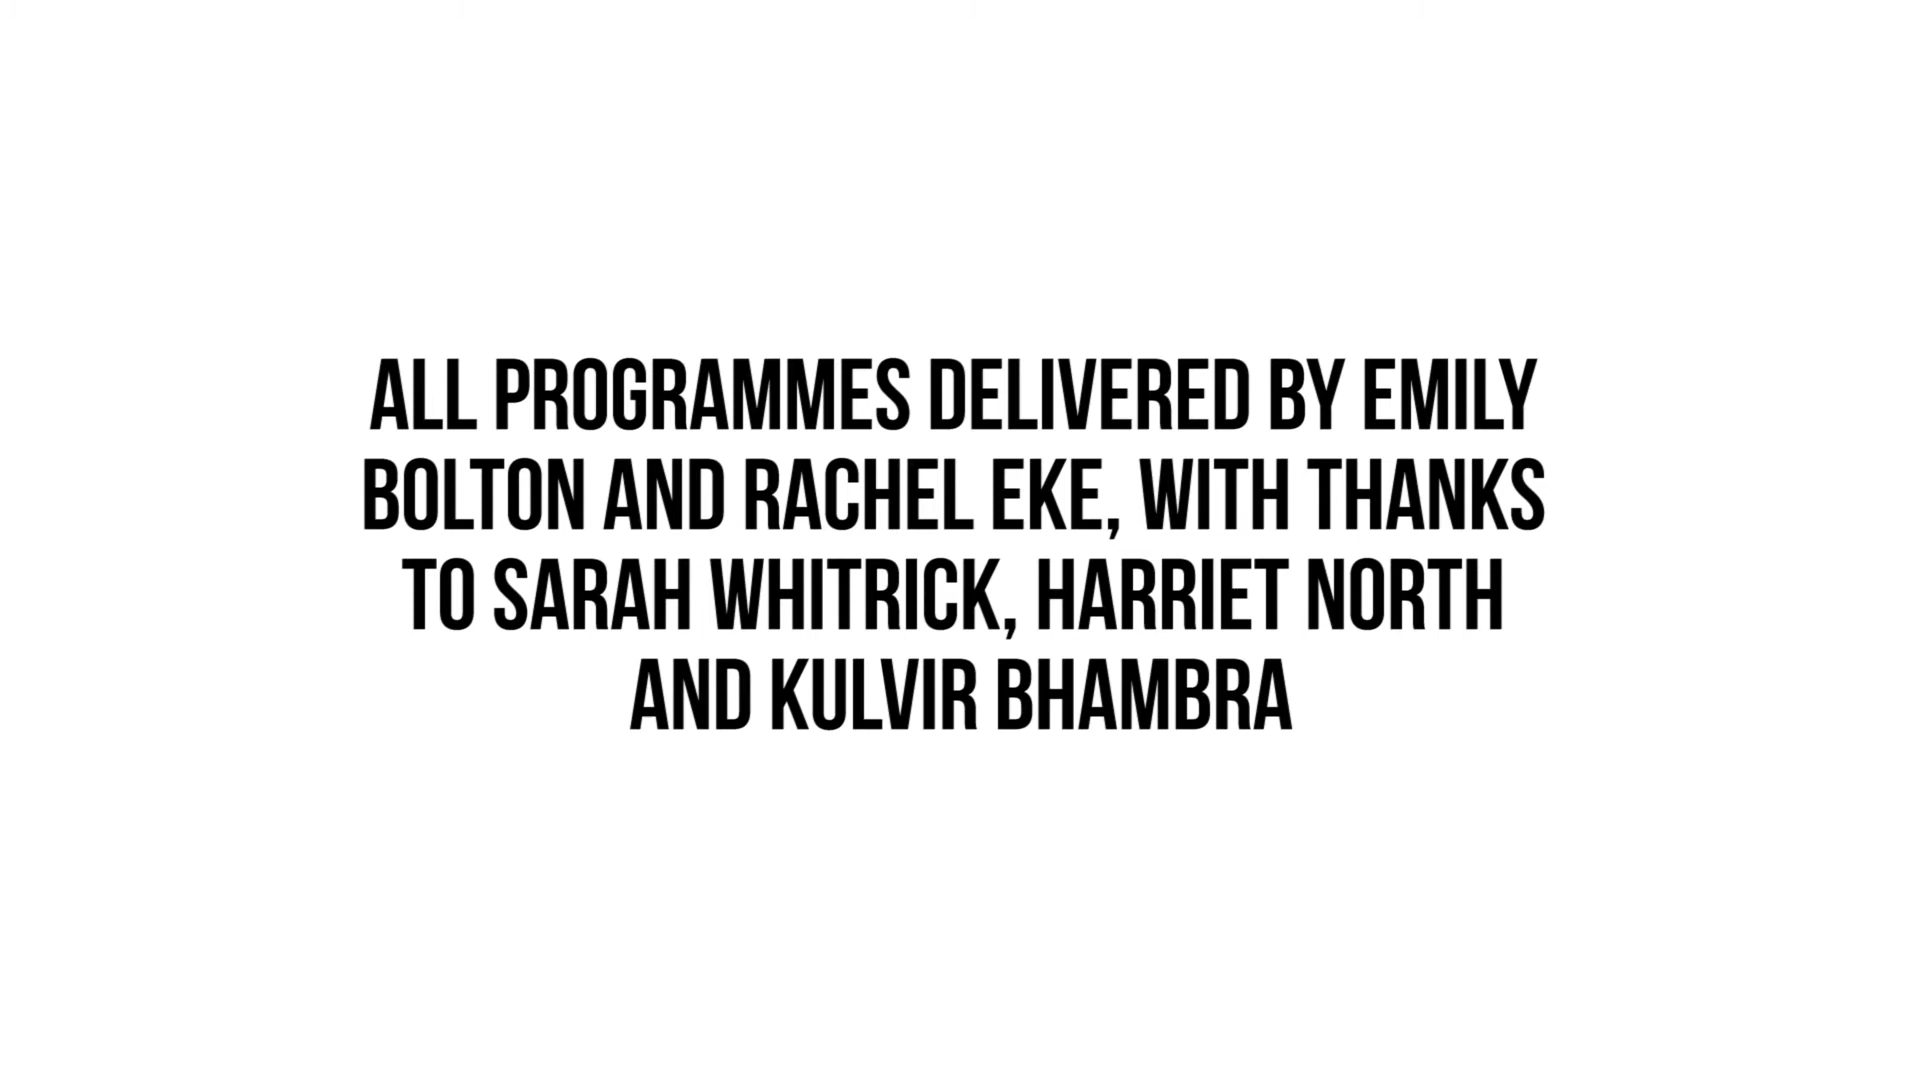 ALL PROGRAMMES DELIVERED BY EMILY
BOLTON AND RACHEL EKE, WITH THANKS
TO SARAH WHITRICK, HARRIET NORTH
AND KULVIR BHAMBRA